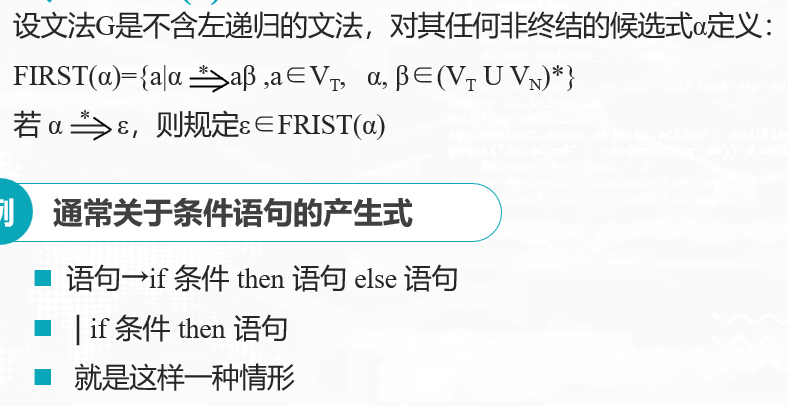 设文法G是不含左递归的文法，对其任何非终结的候选式α定义：
FIRST(α)={a|α ⇒* aβ ,a∈V_T, α, β∈(V_T U V_N)*}
若 α ⇒* ε，则规定ε∈FRIST(α)
例 通常关于条件语句的产生式
语句→if 条件 then 语句 else 语句
| if 条件 then 语句
就是这样一种情形